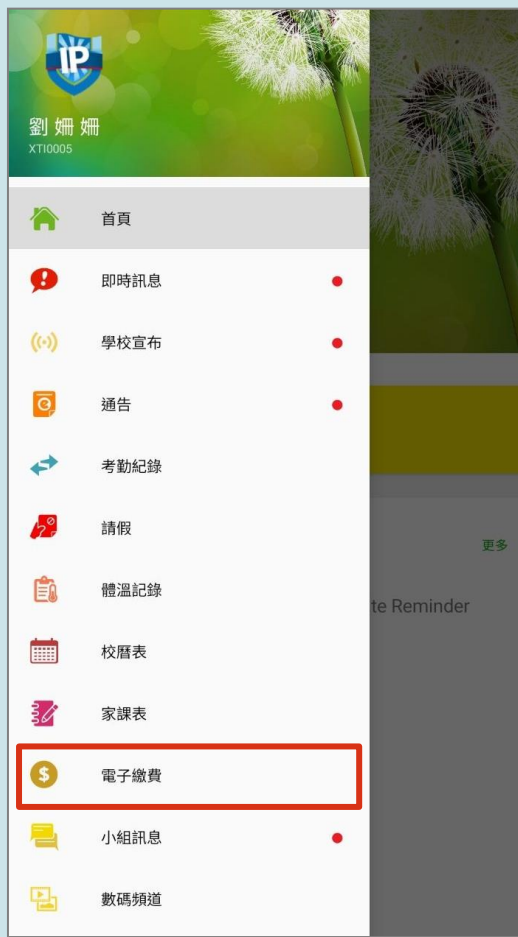 IP
劉 姍 姍
XTI0005
首頁
即時訊息
學校宣布
通告
考勤紀錄
請假
體溫記錄
校曆表
家課表
$ 電子繳費
小組訊息
數碼頻道
更多
te Reminder